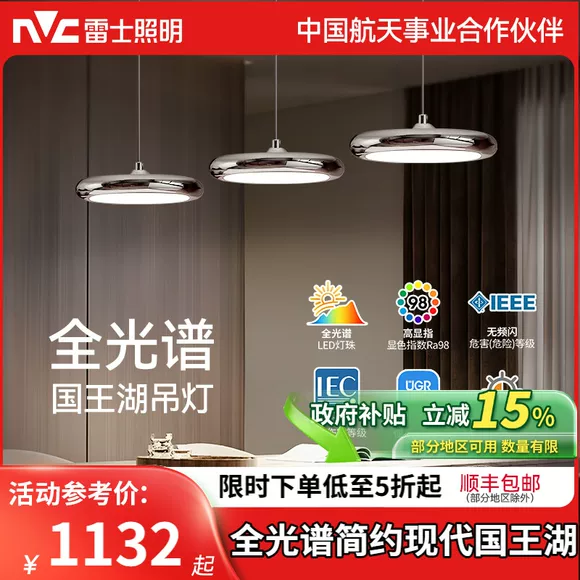 NVC 雷士照明
中国航天事业合作伙伴
全光谱
国王湖吊灯
全光谱
LED灯珠
98
高显指
显色指数Ra98
IEEE
无频闪
危害(危险)等级
IEC
UGR
等级
政府补贴 立减15%
部分地区可用 数量有限
活动参考价:
¥1132起
限时下单低至5折起
顺丰包邮
(部分地区除外)
全光谱简约现代国王湖